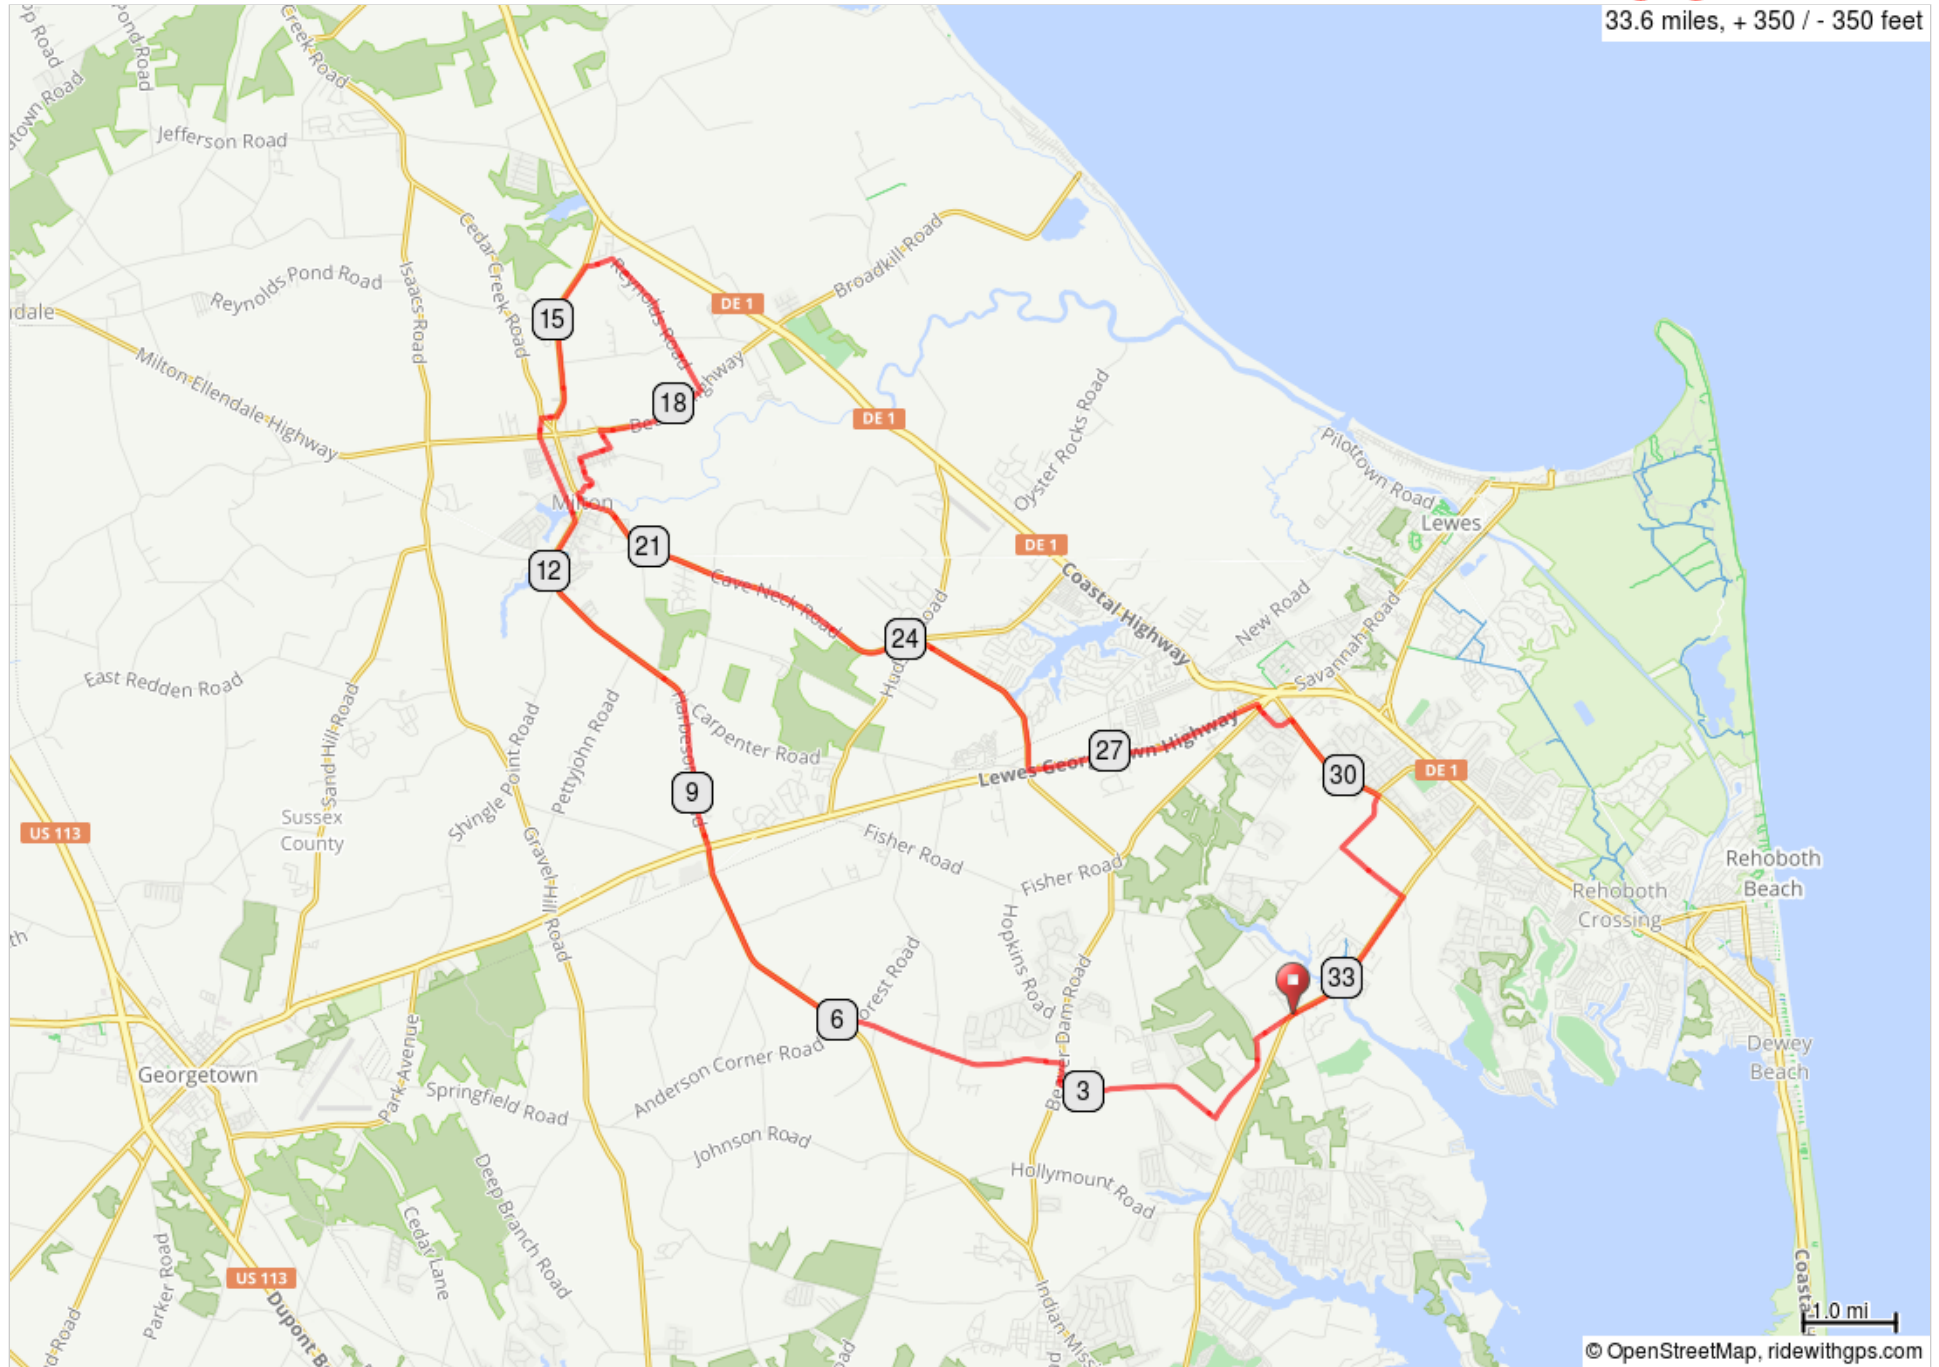 33.6 miles, + 350 / - 350 feet
Pond Road
Creek Road
Jefferson Road
Cedar Creek Road
Broadkill Road
Reynolds Pond Road
Isaacs Road
Reynolds Road
DE 1
15
Milton Ellendale Highway
18
DE 1
Oyster Rocks Road
Pilottown Road
Lewes
Milton
21
DE 1
12
Cave Neck Road
Coastal Highway
New Road
Savannah Road
24
East Redden Road
Sand Hill Road
Shingle Point Road
Pettyjohn Road
Carpenter Road
27
Lewes
Highway
30
DE 1
9
US 113
Sussex
County
Gravel Hill Road
Fisher Road
Fisher Road
Rehoboth
Beach
Rehoboth
Crossing
Hopkins Road
33
6
Anderson Corner Road
Georgetown
Park Avenue
Springfield Road
3
Dewey
Beach
Johnson Road
Hollymount Road
Deep Branch Road
Cedar Lane
Parker Road
US 113
1.0 mi
© OpenStreetMap, ridewithgps.com